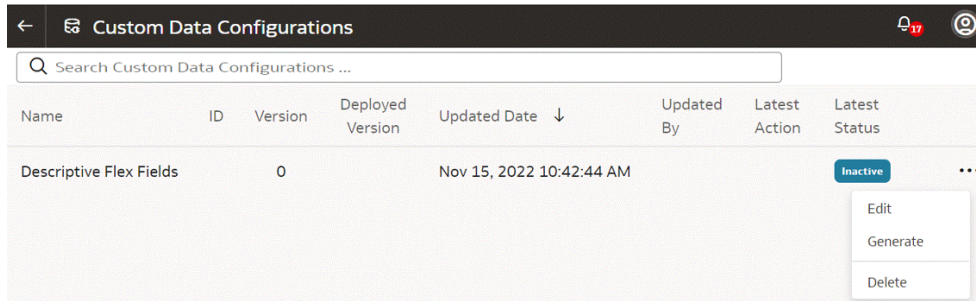 Custom Data Configurations
17
Search Custom Data Configurations ...
Name ID Version Deployed Version Updated Date ↓ Updated By Latest Action Latest Status
Descriptive Flex Fields 0 Nov 15, 2022 10:42:44 AM Inactive ...
Edit
Generate
Delete